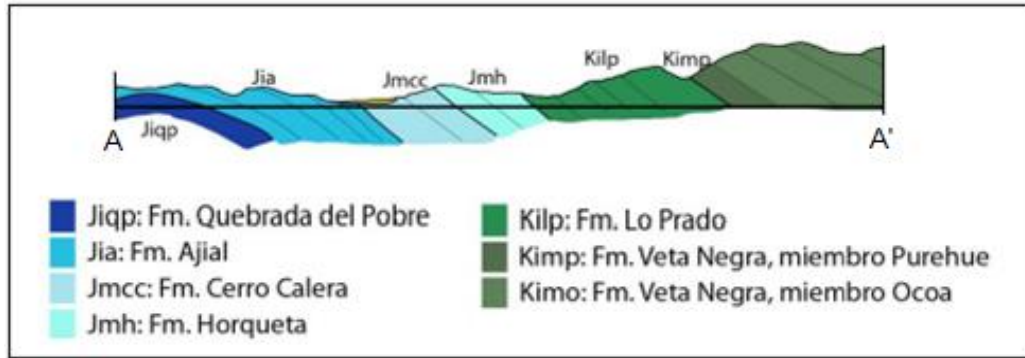 Kilp
Kimp
Jia
Jmcc
Jmh
Jiqp
A
A'
Jiqp: Fm. Quebrada del Pobre
Jia: Fm. Ajial
Jmcc: Fm. Cerro Calera
Jmh: Fm. Horqueta
Kilp: Fm. Lo Prado
Kimp: Fm. Veta Negra, miembro Purehue
Kimo: Fm. Veta Negra, miembro Ocoa